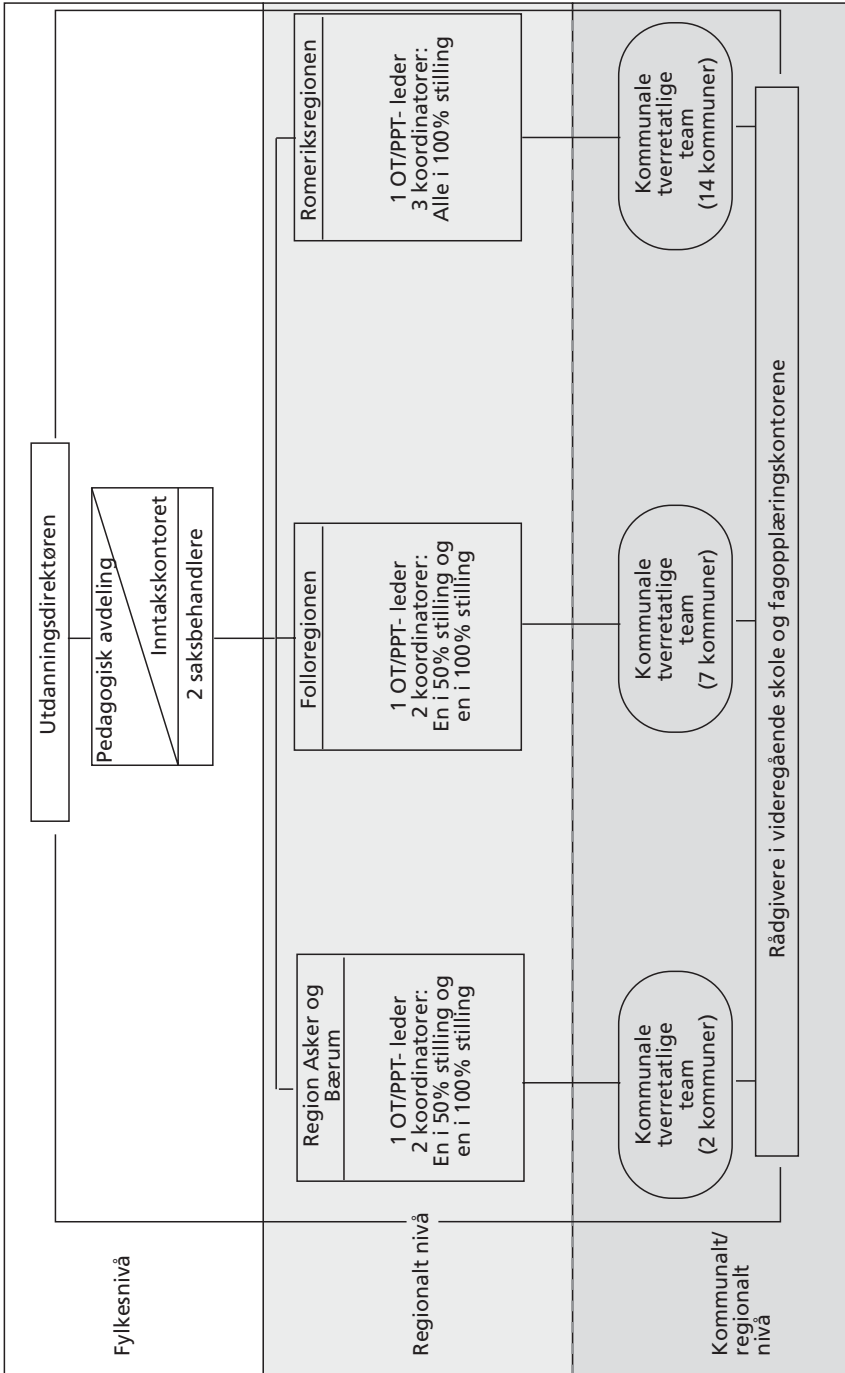 Fylkesnivå
Utdanningsdirektøren
Pedagogisk avdeling
Inntakskontoret
2 saksbehandlere
Regionalt nivå
Region Asker og
Bærum
1 OT/PPT- leder
2 koordinatorer:
En i 50% stilling og
en i 100% stilling
Folloregionen
1 OT/PPT- leder
2 koordinatorer:
En i 50% stilling og
en i 100% stilling
Romeriksregionen
1 OT/PPT- leder
3 koordinatorer:
Alle i 100% stilling
Kommunalt/
regionalt
nivå
Kommunale
tverretatlige
team
(2 kommuner)
Kommunale
tverretatlige
team
(7 kommuner)
Kommunale
tverretatlige
team
(14 kommuner)
Rådgivere i videregående skole og fagopplæringskontorene